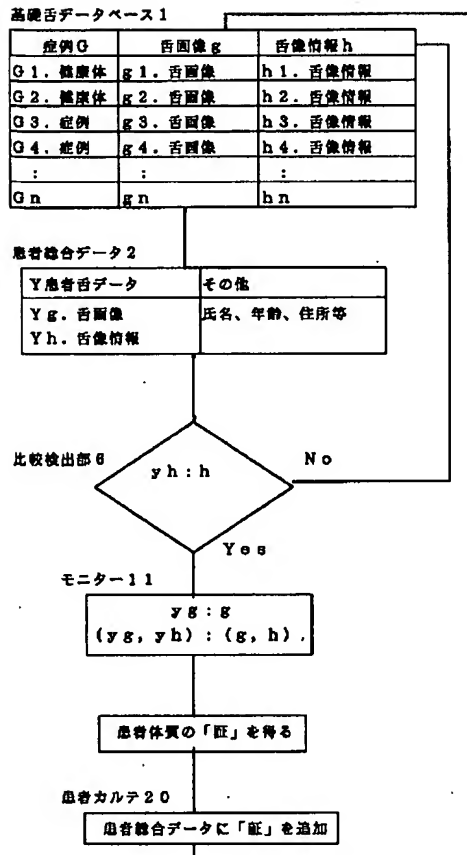 基礎舌データベース1
症例G 舌画像g 舌像情報h
G1．健康体 g1．舌画像 h1．舌像情報
G2．健康体 g2．舌画像 h2．舌像情報
G3．症例 g3．舌画像 h3．舌像情報
G4．症例 g4．舌画像 h4．舌像情報
： ： ：
Gn gn hn
患者総合データ2
Y患者舌データ その他
Yg．舌画像 氏名、年齢、住所等
Yh．舌像情報
比較検出部6
yh：h
No
Yes
モニター11
yg：g
(yg，yh)：(g，h)．
患者体質の「証」を得る
患者カルテ20
患者総合データに「証」を追加